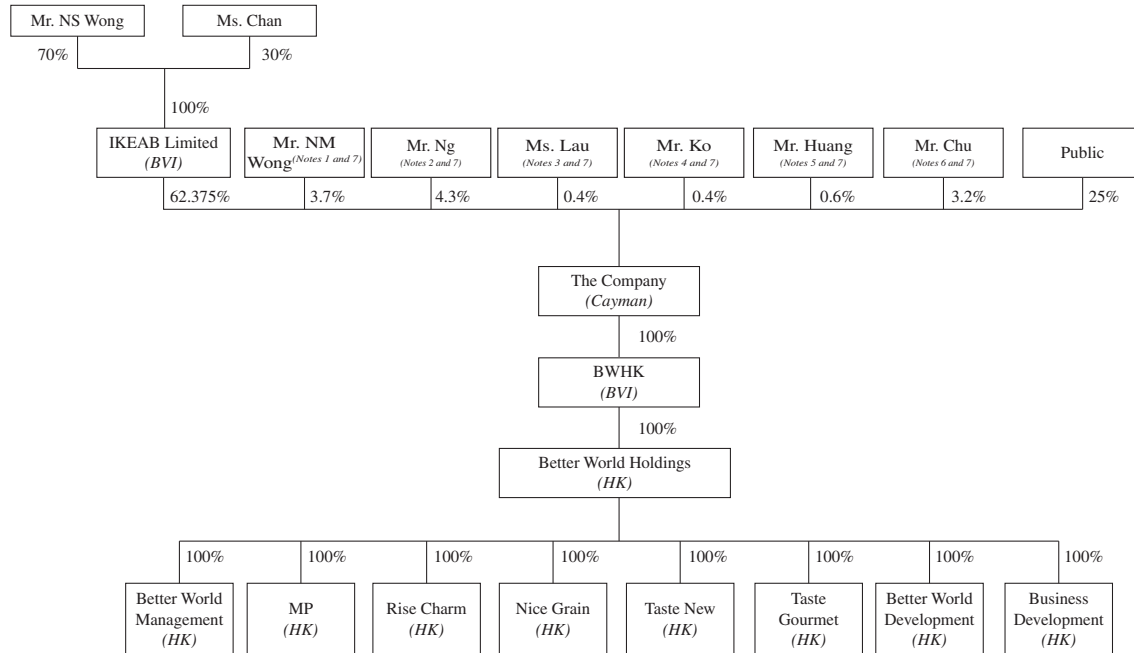 Mr. NS Wong
Ms. Chan
70%
30%
100%
IKEAB Limited
(BVI)
Mr. NM
Wong(Notes 1 and 7)
Mr. Ng
(Notes 2 and 7)
Ms. Lau
(Notes 3 and 7)
Mr. Ko
(Notes 4 and 7)
Mr. Huang
(Notes 5 and 7)
Mr. Chu
(Notes 6 and 7)
Public
62.375%
3.7%
4.3%
0.4%
0.4%
0.6%
3.2%
25%
The Company
(Cayman)
100%
BWHK
(BVI)
100%
Better World Holdings
(HK)
100%
100%
100%
100%
100%
100%
100%
100%
Better World
Management
(HK)
MP
(HK)
Rise Charm
(HK)
Nice Grain
(HK)
Taste New
(HK)
Taste
Gourmet
(HK)
Better World
Development
(HK)
Business
Development
(HK)